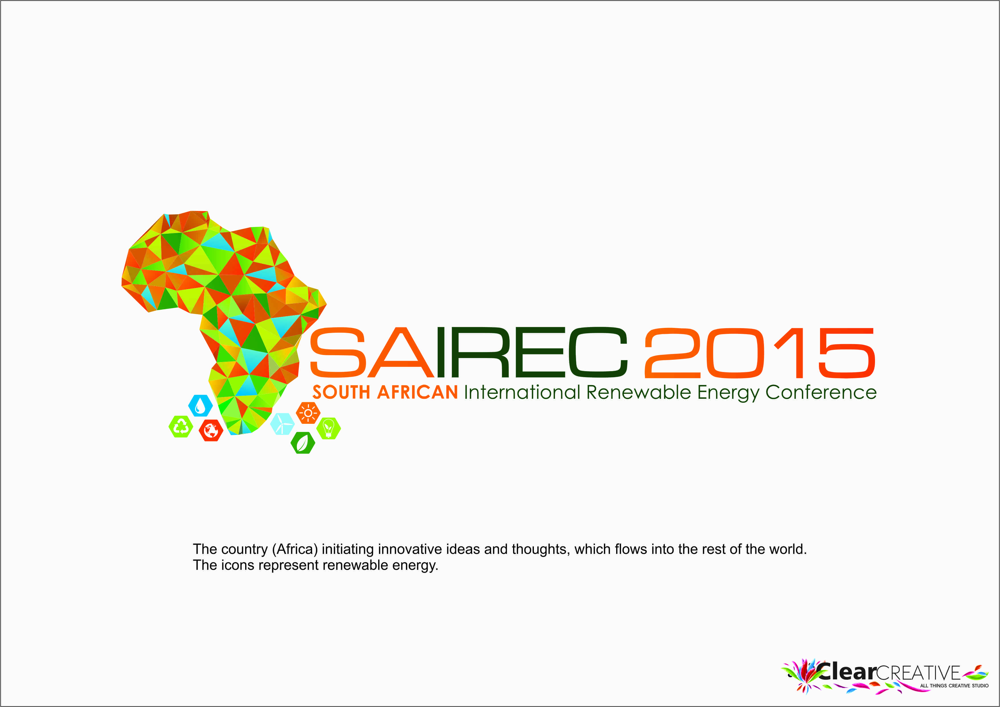 SAIREC 2015
SOUTH AFRICAN International Renewable Energy Conference
The country (Africa) initiating innovative ideas and thoughts, which flows into the rest of the world.
The icons represent renewable energy.
ClearCREATIVE
ALL THINGS CREATIVE STUDIO